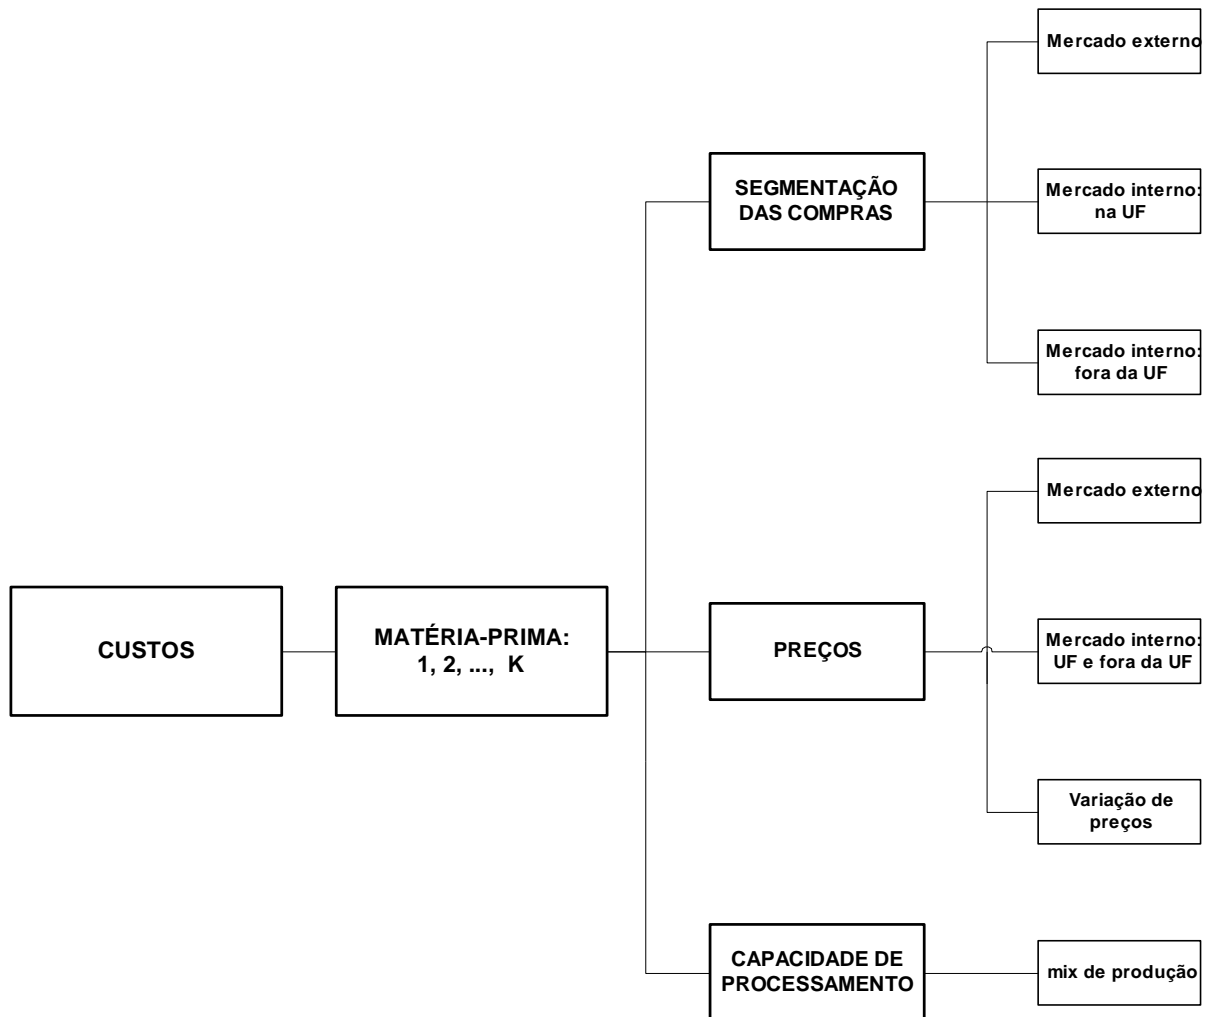 Mercado externo
SEGMENTAÇÃO
DAS COMPRAS
Mercado interno:
na UF
Mercado interno:
fora da UF
Mercado externo
CUSTOS
MATÉRIA-PRIMA:
1, 2, ..., K
PREÇOS
Mercado interno:
UF e fora da UF
Variação de
preços
CAPACIDADE DE
PROCESSAMENTO
mix de produção